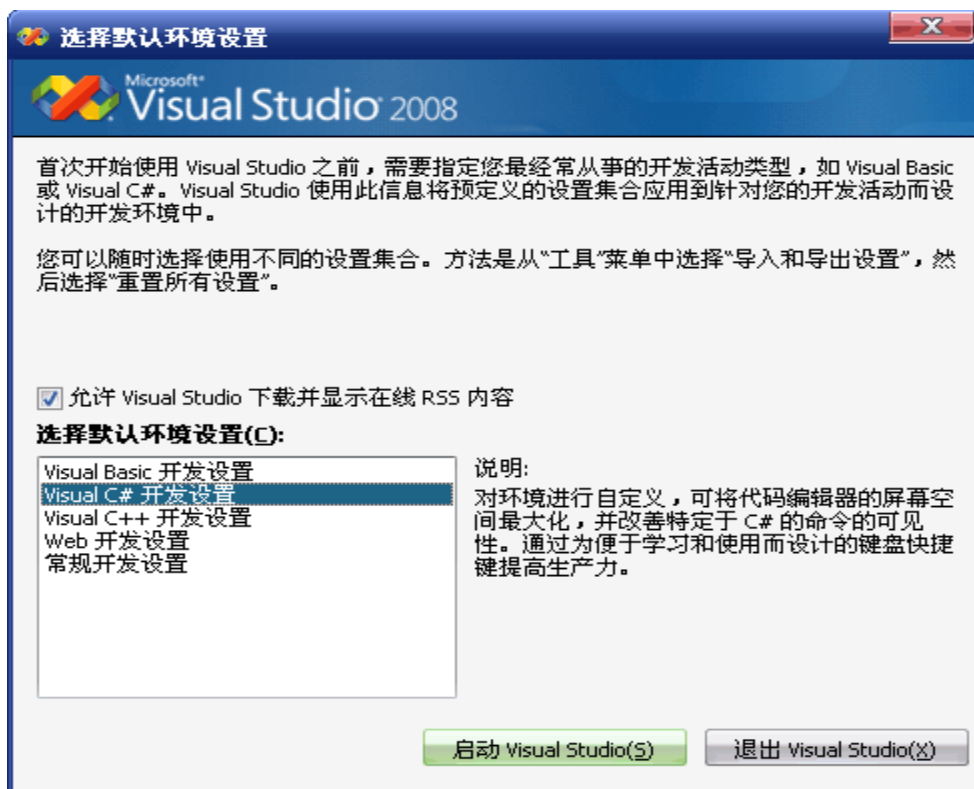 选择默认环境设置
Microsoft®
Visual Studio® 2008
首次开始使用 Visual Studio 之前，需要指定您最经常从事的开发活动类型，如 Visual Basic
或 Visual C#。Visual Studio 使用此信息将预定义的设置集合应用到针对您的开发活动而设
计的开发环境中。
您可以随时选择使用不同的设置集合。方法是从“工具”菜单中选择“导入和导出设置”，然
后选择“重置所有设置”。
允许 Visual Studio 下载并显示在线 RSS 内容
选择默认环境设置(C):
Visual Basic 开发设置
Visual C# 开发设置
Visual C++ 开发设置
Web 开发设置
常规开发设置
说明:
对环境进行自定义，可将代码编辑器的屏幕空
间最大化，并改善特定于 C# 的命令的可见
性。通过为便于学习和使用而设计的键盘快捷
键提高生产力。
启动 Visual Studio(S)
退出 Visual Studio(X)